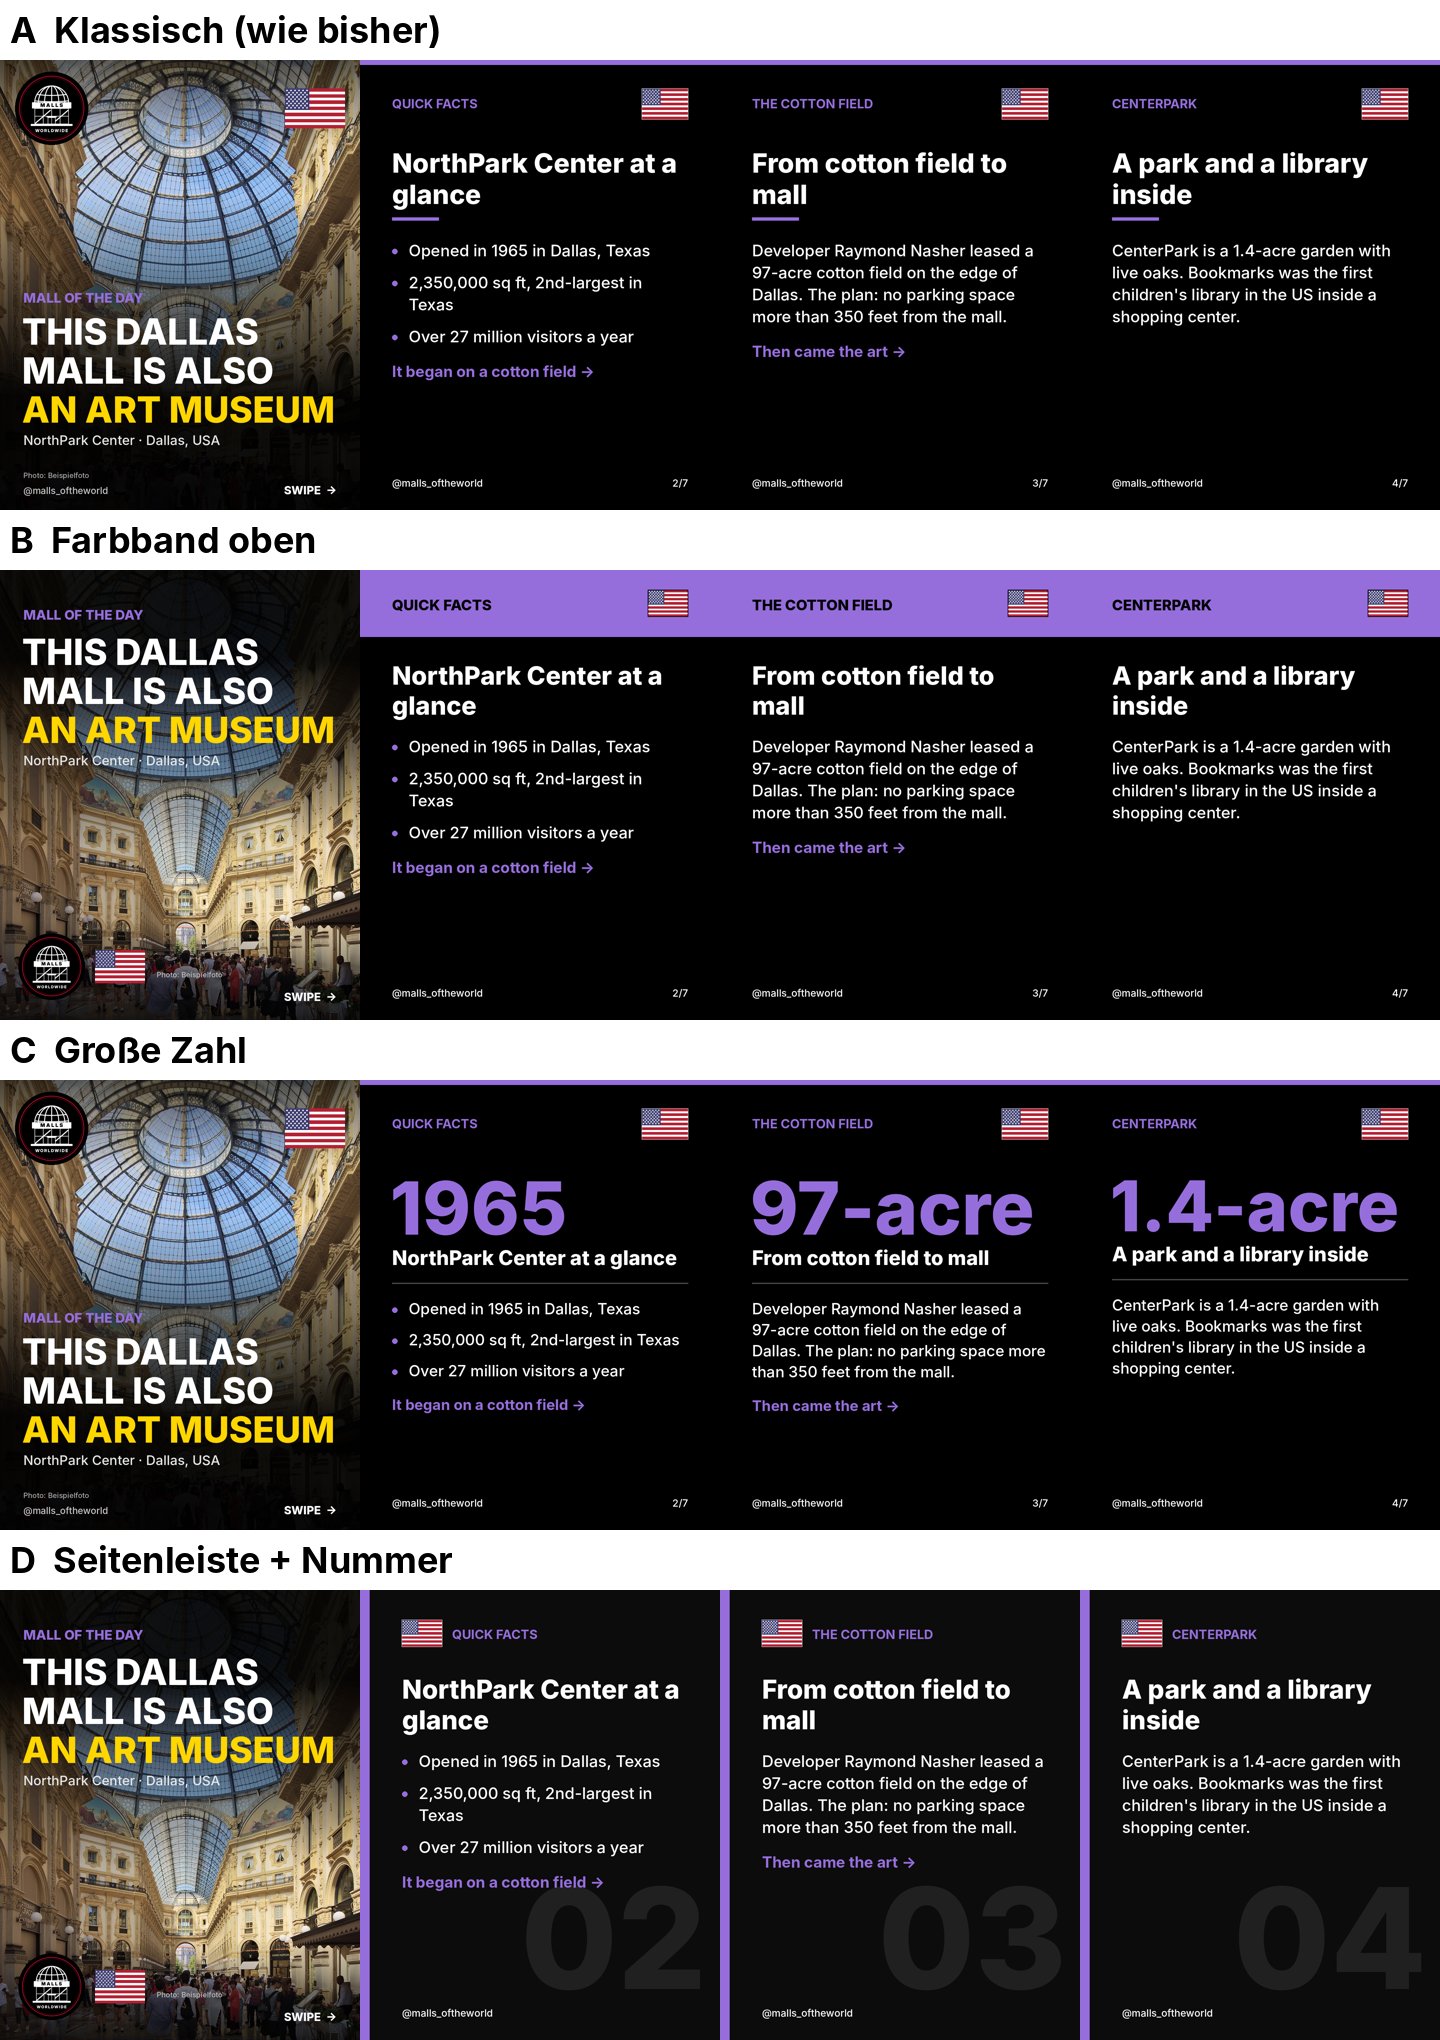 A Klassisch (wie bisher)
MALLS
WORLDWIDE
MALL OF THE DAY
THIS DALLAS
MALL IS ALSO
AN ART MUSEUM
NorthPark Center · Dallas, USA
Photo: Beispielfoto
@malls_oftheworld
SWIPE →
QUICK FACTS
NorthPark Center at a
glance
• Opened in 1965 in Dallas, Texas
• 2,350,000 sq ft, 2nd-largest in
Texas
• Over 27 million visitors a year
It began on a cotton field →
@malls_oftheworld
2/7
THE COTTON FIELD
From cotton field to
mall
Developer Raymond Nasher leased a
97-acre cotton field on the edge of
Dallas. The plan: no parking space
more than 350 feet from the mall.
Then came the art →
@malls_oftheworld
3/7
CENTERPARK
A park and a library
inside
CenterPark is a 1.4-acre garden with
live oaks. Bookmarks was the first
children's library in the US inside a
shopping center.
@malls_oftheworld
4/7
B Farbband oben
MALL OF THE DAY
THIS DALLAS
MALL IS ALSO
AN ART MUSEUM
NorthPark Center · Dallas, USA
MALLS
WORLDWIDE
Photo: Beispielfoto
SWIPE →
QUICK FACTS
NorthPark Center at a
glance
• Opened in 1965 in Dallas, Texas
• 2,350,000 sq ft, 2nd-largest in
Texas
• Over 27 million visitors a year
It began on a cotton field →
@malls_oftheworld
2/7
THE COTTON FIELD
From cotton field to
mall
Developer Raymond Nasher leased a
97-acre cotton field on the edge of
Dallas. The plan: no parking space
more than 350 feet from the mall.
Then came the art →
@malls_oftheworld
3/7
CENTERPARK
A park and a library
inside
CenterPark is a 1.4-acre garden with
live oaks. Bookmarks was the first
children's library in the US inside a
shopping center.
@malls_oftheworld
4/7
C Große Zahl
MALLS
WORLDWIDE
MALL OF THE DAY
THIS DALLAS
MALL IS ALSO
AN ART MUSEUM
NorthPark Center · Dallas, USA
Photo: Beispielfoto
@malls_oftheworld
SWIPE →
QUICK FACTS
1965
NorthPark Center at a glance
• Opened in 1965 in Dallas, Texas
• 2,350,000 sq ft, 2nd-largest in Texas
• Over 27 million visitors a year
It began on a cotton field →
@malls_oftheworld
2/7
THE COTTON FIELD
97-acre
From cotton field to mall
Developer Raymond Nasher leased a
97-acre cotton field on the edge of
Dallas. The plan: no parking space more
than 350 feet from the mall.
Then came the art →
@malls_oftheworld
3/7
CENTERPARK
1.4-acre
A park and a library inside
CenterPark is a 1.4-acre garden with
live oaks. Bookmarks was the first
children's library in the US inside a
shopping center.
@malls_oftheworld
4/7
D Seitenleiste + Nummer
MALL OF THE DAY
THIS DALLAS
MALL IS ALSO
AN ART MUSEUM
NorthPark Center · Dallas, USA
MALLS
WORLDWIDE
Photo: Beispielfoto
SWIPE →
QUICK FACTS
NorthPark Center at a
glance
• Opened in 1965 in Dallas, Texas
• 2,350,000 sq ft, 2nd-largest in
Texas
• Over 27 million visitors a year
It began on a cotton field →
02
@malls_oftheworld
THE COTTON FIELD
From cotton field to
mall
Developer Raymond Nasher leased a
97-acre cotton field on the edge of
Dallas. The plan: no parking space
more than 350 feet from the mall.
Then came the art →
03
@malls_oftheworld
CENTERPARK
A park and a library
inside
CenterPark is a 1.4-acre garden with
live oaks. Bookmarks was the first
children's library in the US inside a
shopping center.
04
@malls_oftheworld